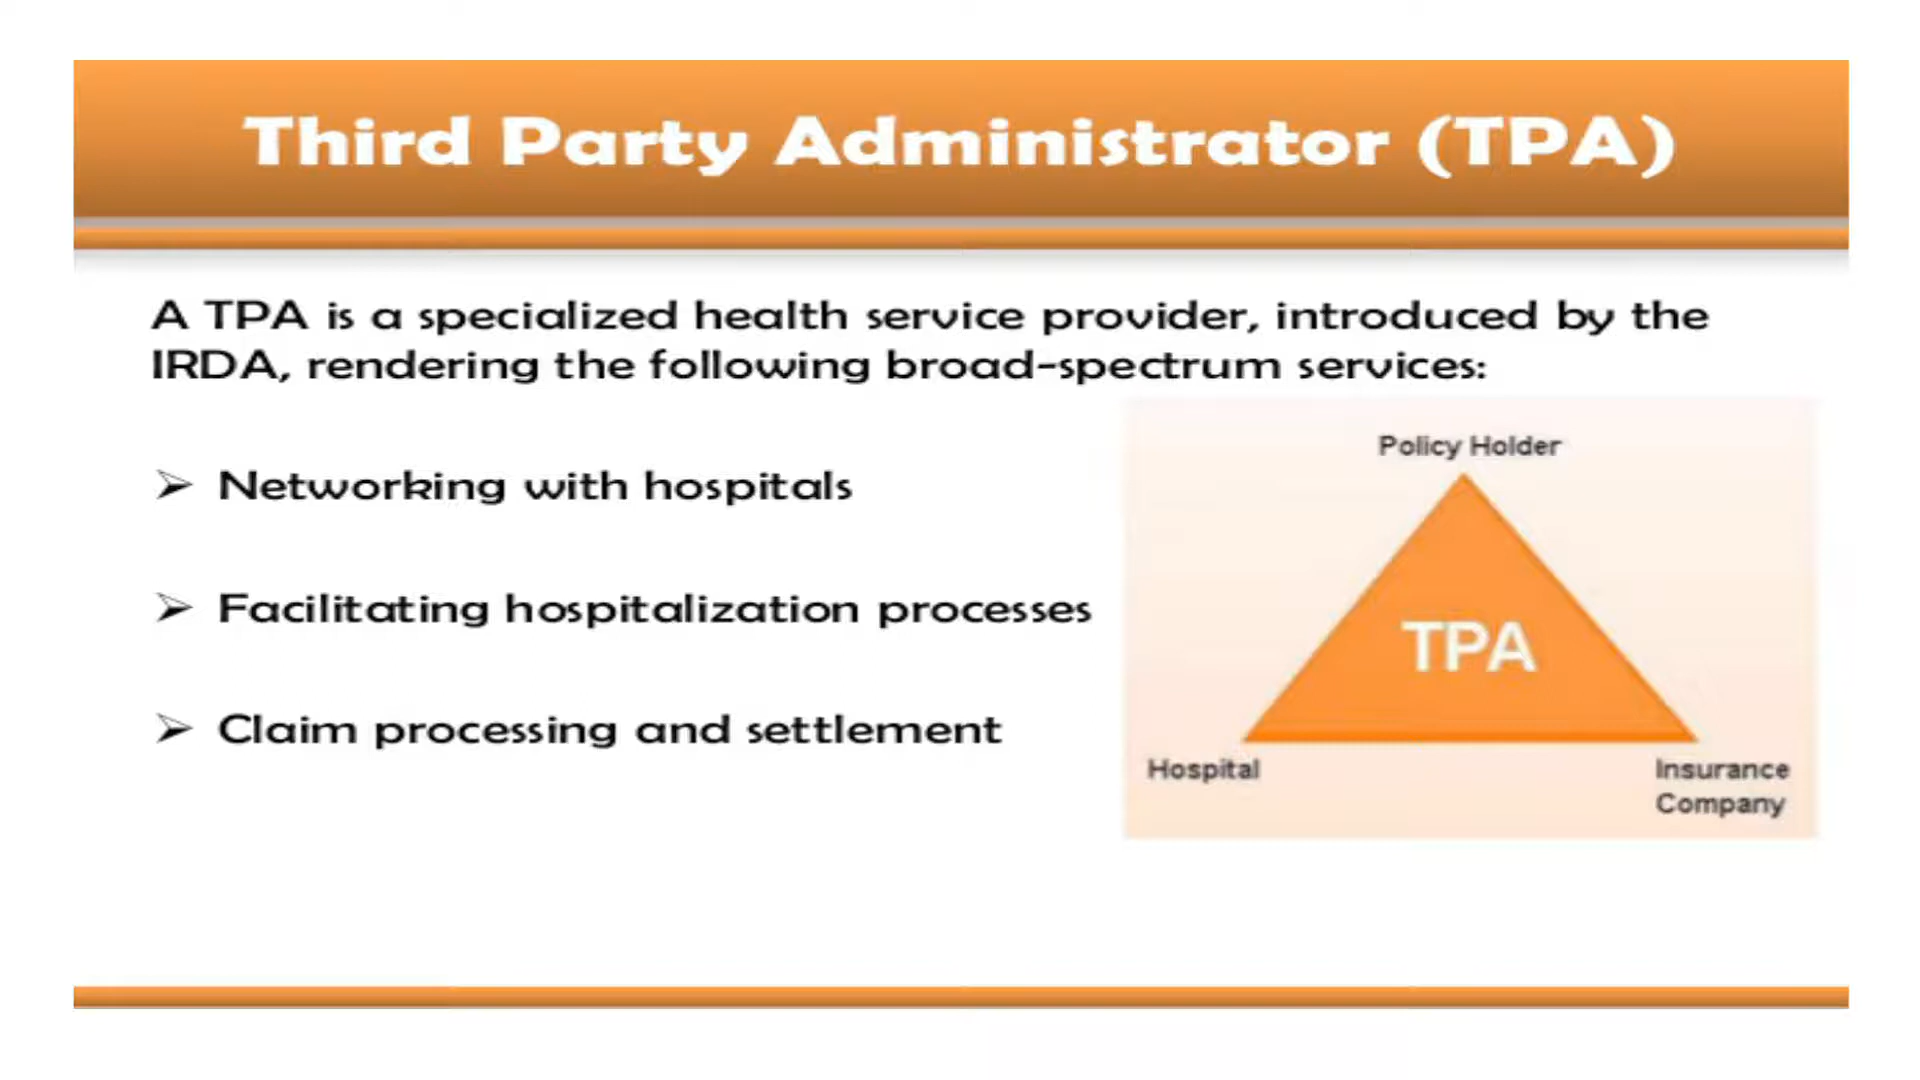 Third Party Administrator (TPA)
A TPA is a specialized health service provider, introduced by the
IRDA, rendering the following broad-spectrum services:
➢ Networking with hospitals
➢ Facilitating hospitalization processes
➢ Claim processing and settlement
Policy Holder
TPA
Hospital
Insurance
Company